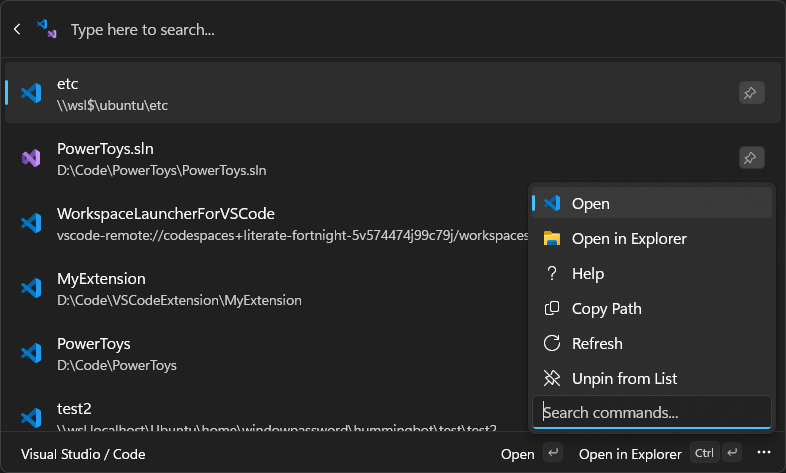 Type here to search...
etc
\\wsl$\ubuntu\etc
PowerToys.sln
D:\Code\PowerToys\PowerToys.sln
WorkspaceLauncherForVSCode
vscode-remote://codespaces+literate-fortnight-5v574474j99c79j/workspaces
MyExtension
D:\Code\VSCodeExtension\MyExtension
PowerToys
D:\Code\PowerToys
test2
\\wsl.localhost\Ubuntu\home\windowpassword\hummingbot\test\test2
Open
Open in Explorer
? Help
Copy Path
Refresh
Unpin from List
Search commands...
Visual Studio / Code
Open
Open in Explorer Ctrl